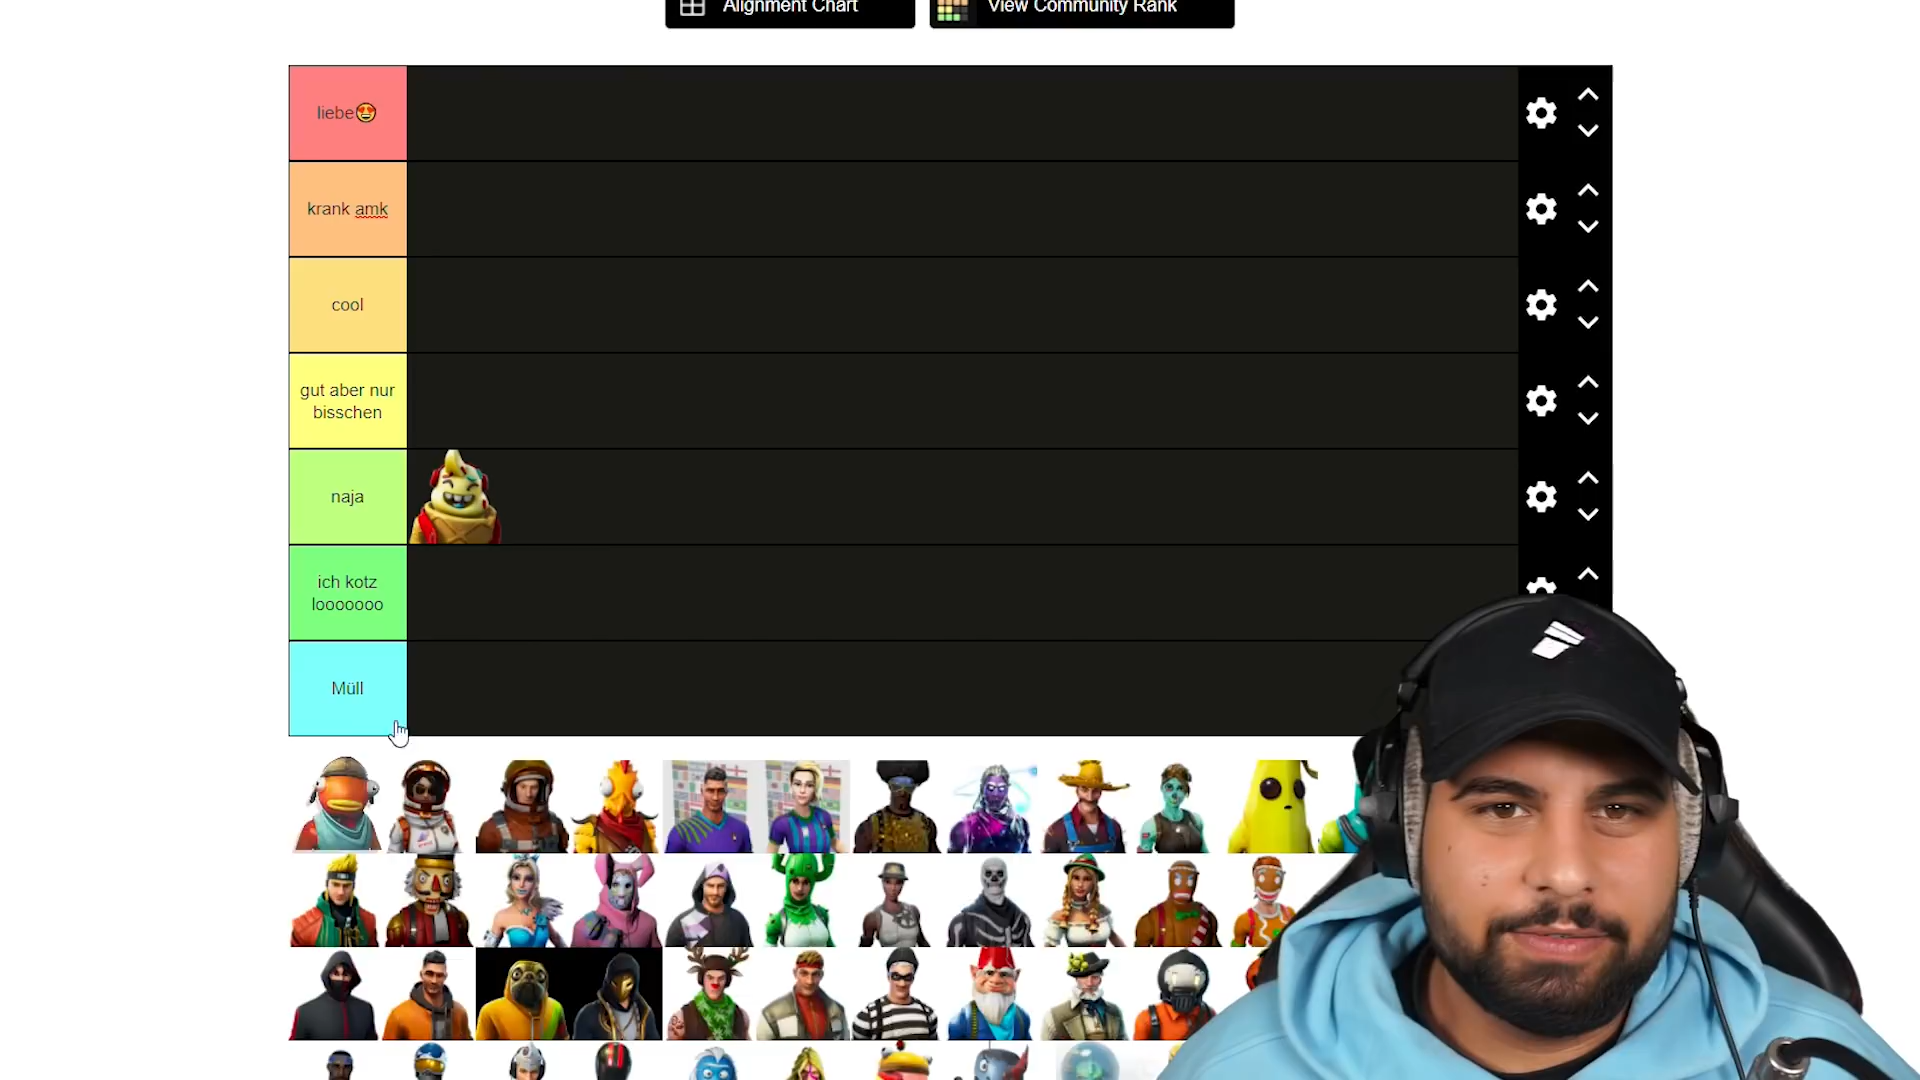 Alignment Chart
View Community Rank
liebe😍
krank amk
cool
gut aber nur
bisschen
naja
ich kotz
looooooo
Müll